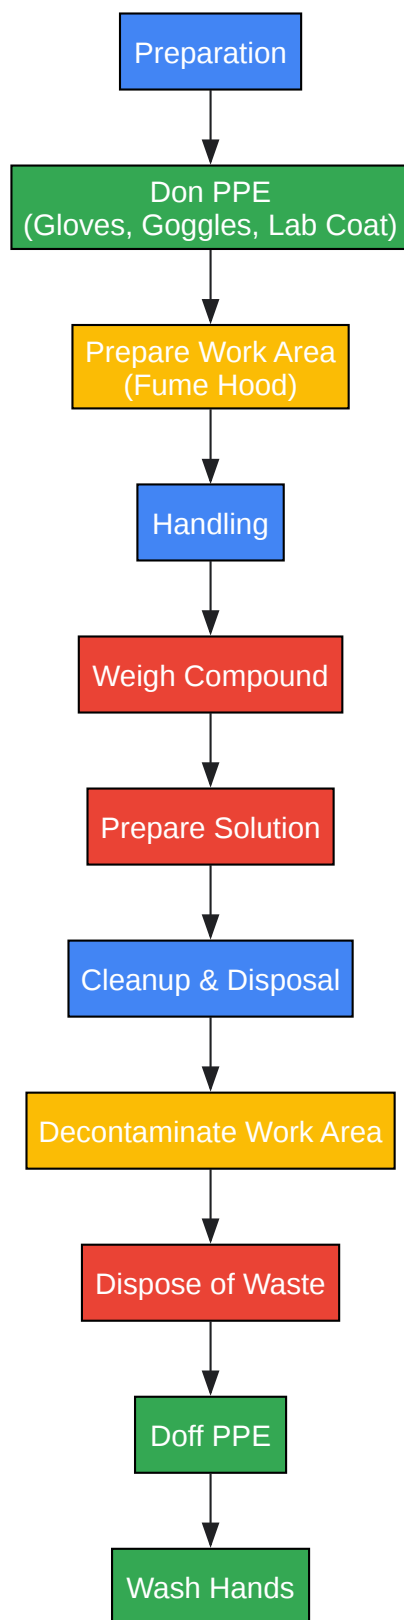 Preparation
Don PPE
(Gloves, Goggles, Lab Coat)
Prepare Work Area
(Fume Hood)
Handling
Weigh Compound
Prepare Solution
Cleanup & Disposal
Decontaminate Work Area
Dispose of Waste
Doff PPE
Wash Hands